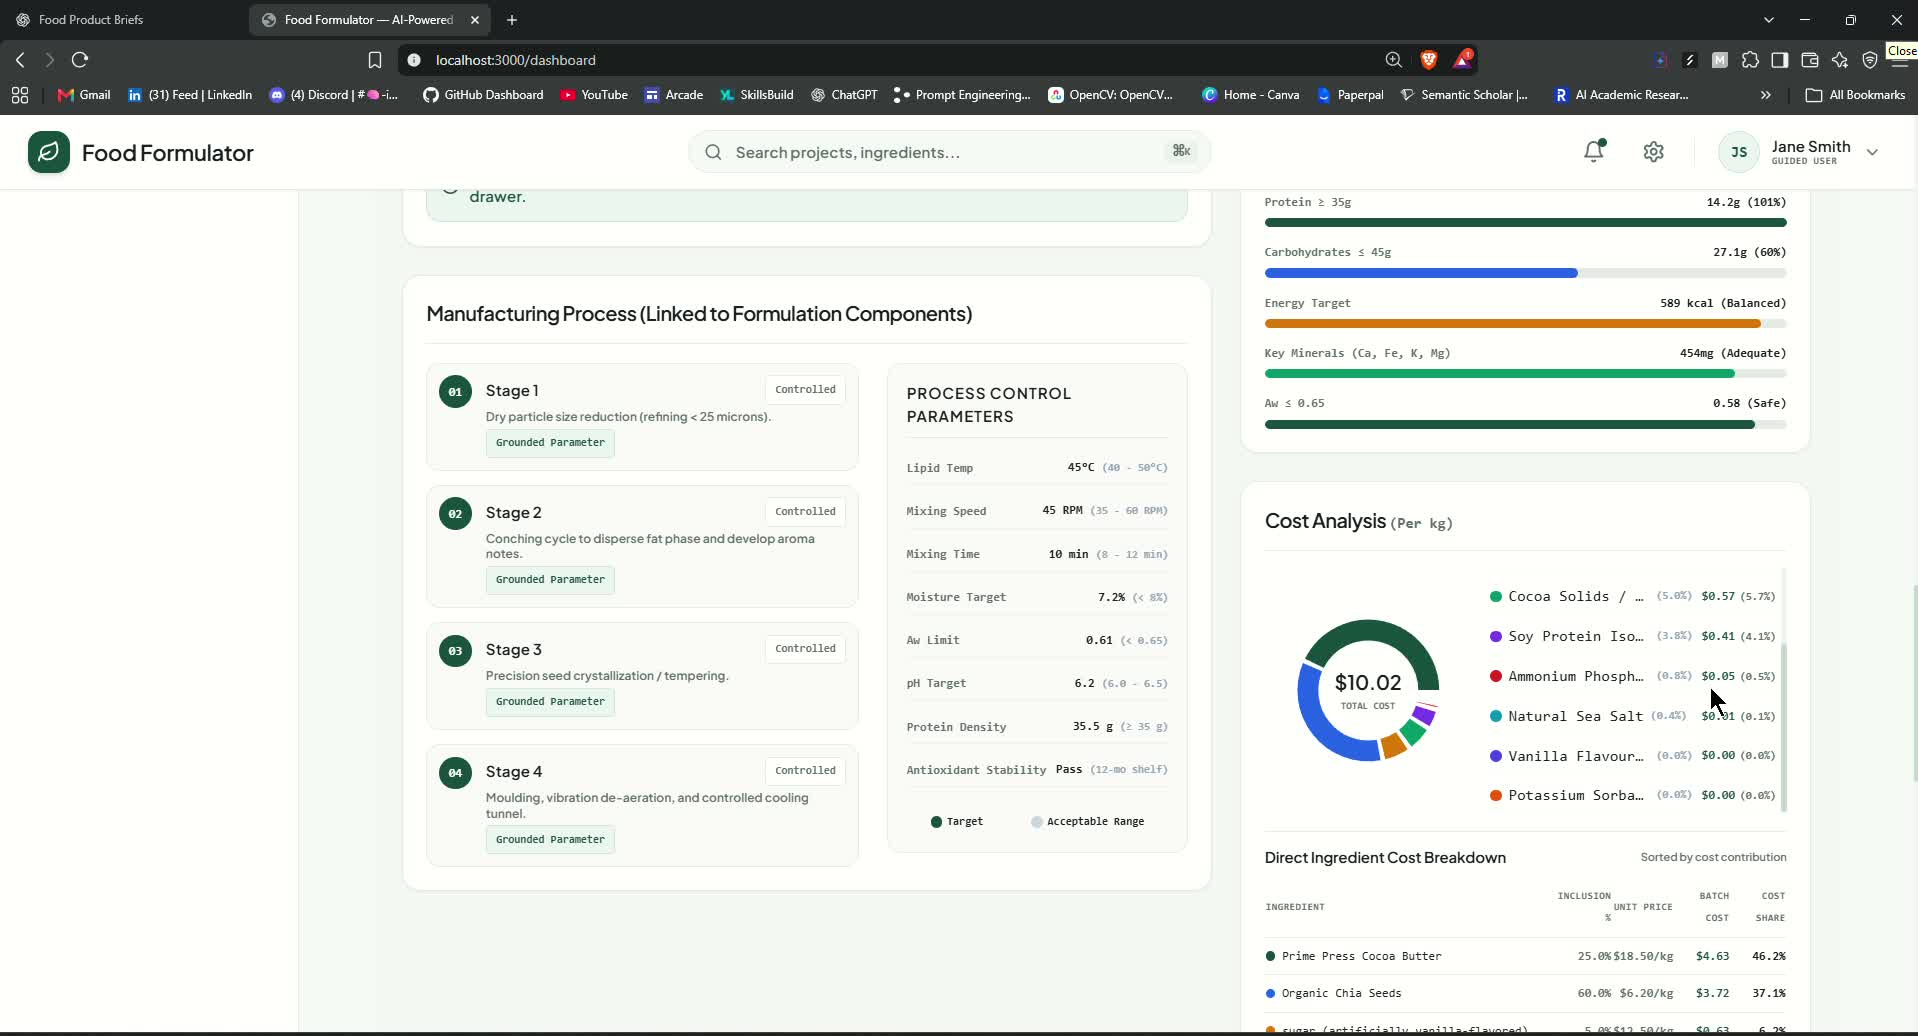 Food Product Briefs
Food Formulator — AI-Powered
Close
localhost:3000/dashboard
Gmail
(31) Feed | LinkedIn
(4) Discord | #🧠-i...
GitHub Dashboard
YouTube
Arcade
SkillsBuild
ChatGPT
Prompt Engineering...
OpenCV: OpenCV...
Home - Canva
Paperpal
Semantic Scholar |...
AI Academic Resear...
All Bookmarks
Food Formulator
Search projects, ingredients...
⌘K
JS
Jane Smith
GUIDED USER
drawer.
Manufacturing Process (Linked to Formulation Components)
01
Stage 1
Controlled
Dry particle size reduction (refining < 25 microns).
Grounded Parameter
02
Stage 2
Controlled
Conching cycle to disperse fat phase and develop aroma
notes.
Grounded Parameter
03
Stage 3
Controlled
Precision seed crystallization / tempering.
Grounded Parameter
04
Stage 4
Controlled
Moulding, vibration de-aeration, and controlled cooling
tunnel.
Grounded Parameter
PROCESS CONTROL
PARAMETERS
Lipid Temp 45°C (40 - 50°C)
Mixing Speed 45 RPM (35 - 60 RPM)
Mixing Time 10 min (8 - 12 min)
Moisture Target 7.2% (< 8%)
Aw Limit 0.61 (< 0.65)
pH Target 6.2 (6.0 - 6.5)
Protein Density 35.5 g (≥ 35 g)
Antioxidant Stability Pass (12-mo shelf)
Target Acceptable Range
Protein ≥ 35g 14.2g (101%)
Carbohydrates ≤ 45g 27.1g (60%)
Energy Target 589 kcal (Balanced)
Key Minerals (Ca, Fe, K, Mg) 454mg (Adequate)
Aw ≤ 0.65 0.58 (Safe)
Cost Analysis (Per kg)
$10.02
TOTAL COST
Cocoa Solids / … (5.0%) $0.57 (5.7%)
Soy Protein Iso… (3.8%) $0.41 (4.1%)
Ammonium Phosph… (0.8%) $0.05 (0.5%)
Natural Sea Salt (0.4%) $0.01 (0.1%)
Vanilla Flavour… (0.0%) $0.00 (0.0%)
Potassium Sorba… (0.0%) $0.00 (0.0%)
Direct Ingredient Cost Breakdown Sorted by cost contribution
INGREDIENT
INCLUSION
%
UNIT PRICE
BATCH
COST
COST
SHARE
Prime Press Cocoa Butter 25.0% $18.50/kg $4.63 46.2%
Organic Chia Seeds 60.0% $6.20/kg $3.72 37.1%
sugar (artificially vanilla-flavored) 5.0% $12.50/kg $0.63 6.2%